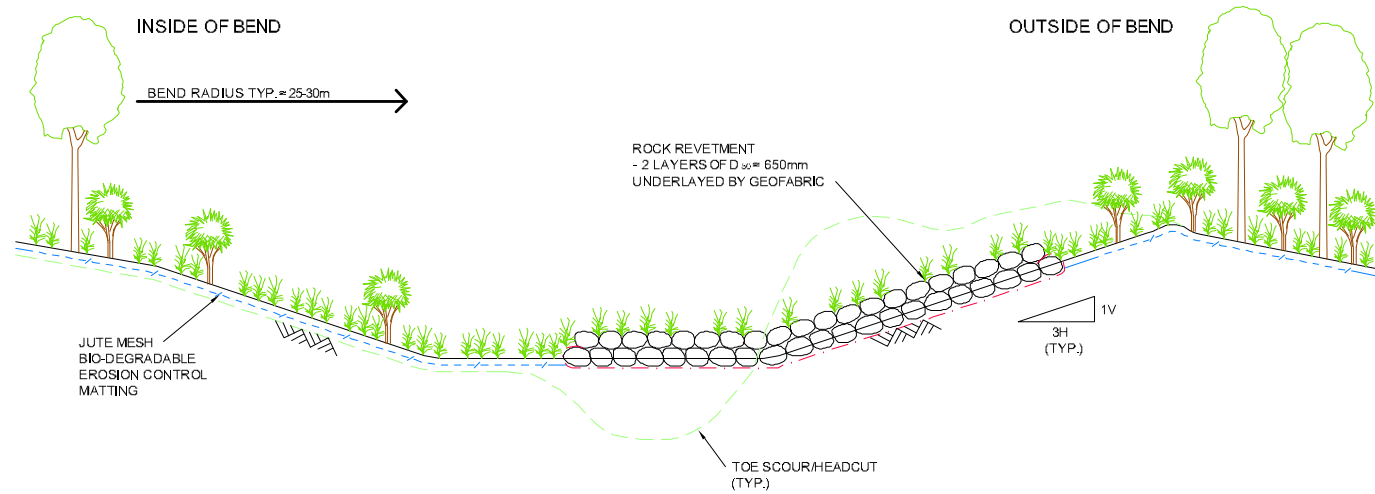 INSIDE OF BEND
OUTSIDE OF BEND
BEND RADIUS TYP.≈25-30m
ROCK REVETMENT
- 2 LAYERS OF D50≈ 650mm
UNDERLAYED BY GEOFABRIC
1V
3H
(TYP.)
JUTE MESH
BIO-DEGRADABLE
EROSION CONTROL
MATTING
TOE SCOUR/HEADCUT
(TYP.)